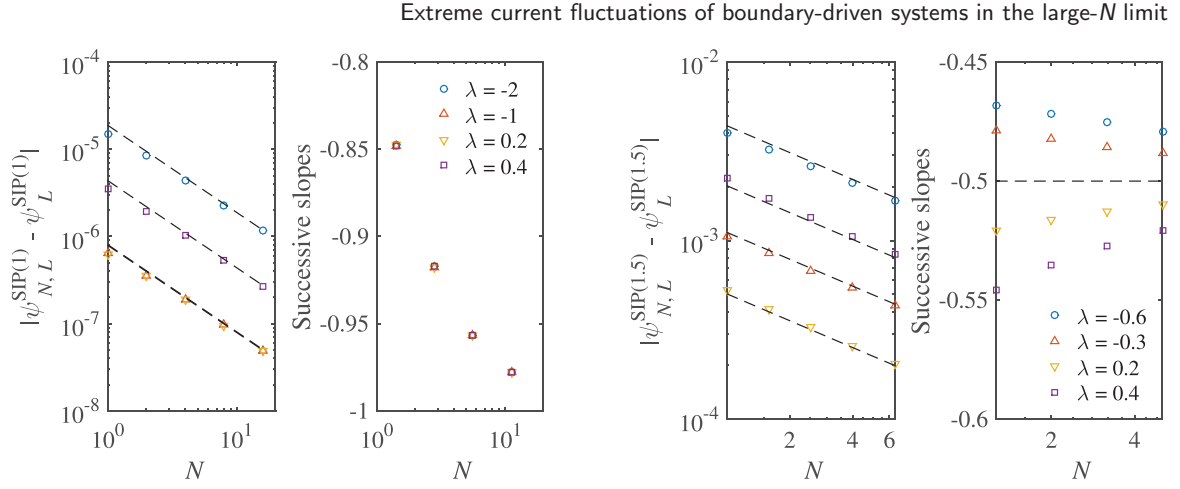 Extreme current fluctuations of boundary-driven systems in the large-N limit
|ψ_{N, L}^{SIP(1)} - ψ_L^{SIP(1)}|
10^{-4}
10^{-5}
10^{-6}
10^{-7}
10^{-8}
10^0
10^1
N
Successive slopes
-0.8
-0.85
-0.9
-0.95
-1
λ = -2
λ = -1
λ = 0.2
λ = 0.4
10^0
10^1
N
|ψ_{N, L}^{SIP(1.5)} - ψ_L^{SIP(1.5)}|
10^{-2}
10^{-3}
10^{-4}
2
4
6
N
Successive slopes
-0.45
-0.5
-0.55
-0.6
λ = -0.6
λ = -0.3
λ = 0.2
λ = 0.4
2
4
N